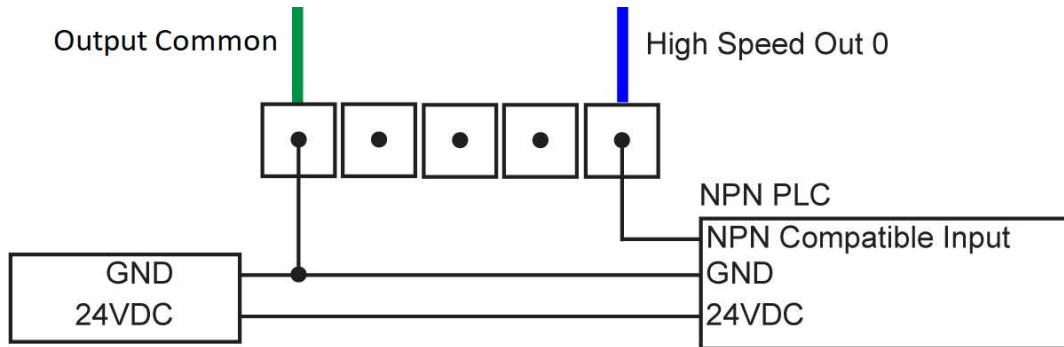 Output Common
High Speed Out 0
NPN PLC
NPN Compatible Input
GND
GND
24VDC
24VDC